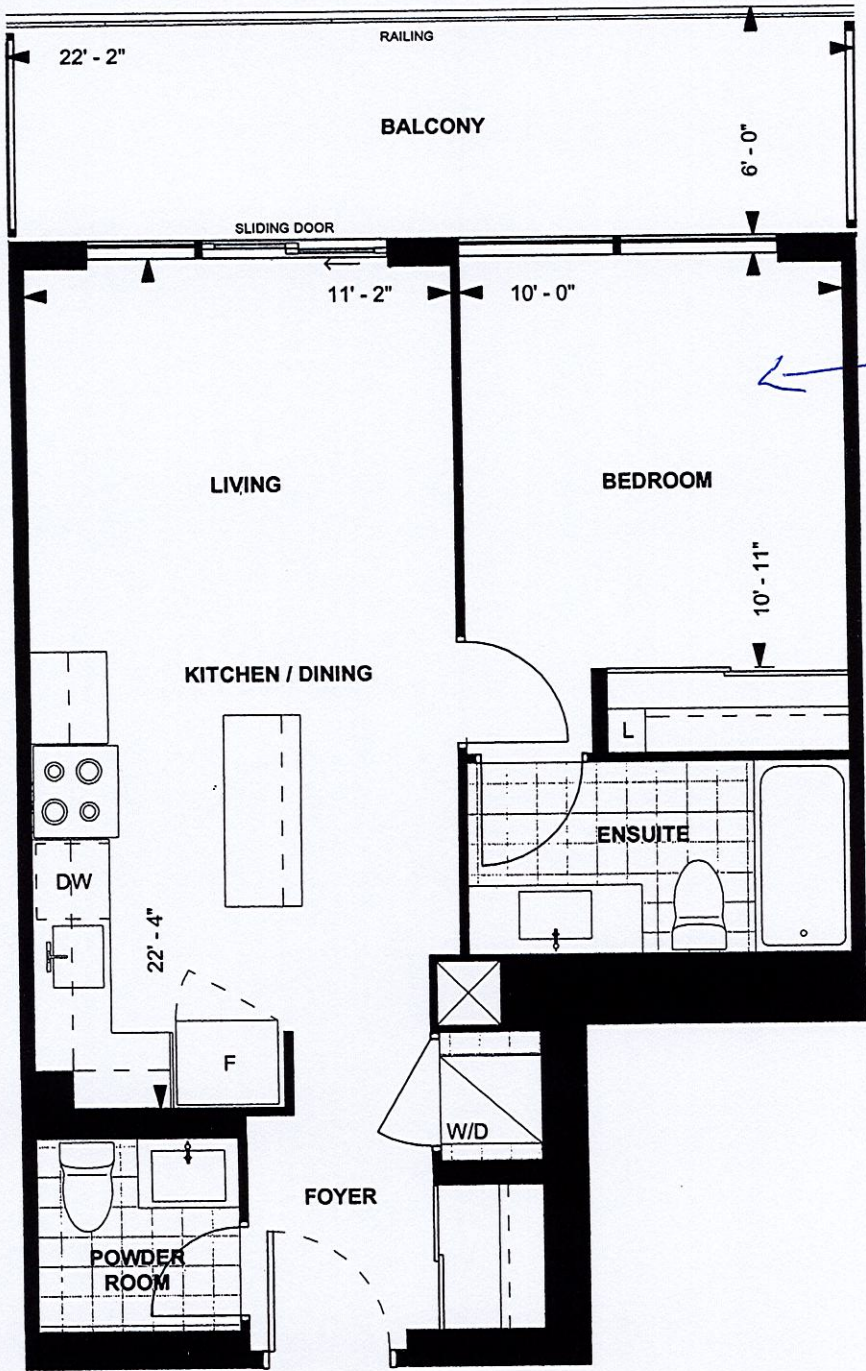 RAILING
22' - 2"
BALCONY
6' - 0"
SLIDING DOOR
11' - 2"
10' - 0"
LIVING
BEDROOM
10' - 11"
KITCHEN / DINING
L
ENSUITE
DW
22' - 4"
F
W/D
FOYER
POWDER
ROOM